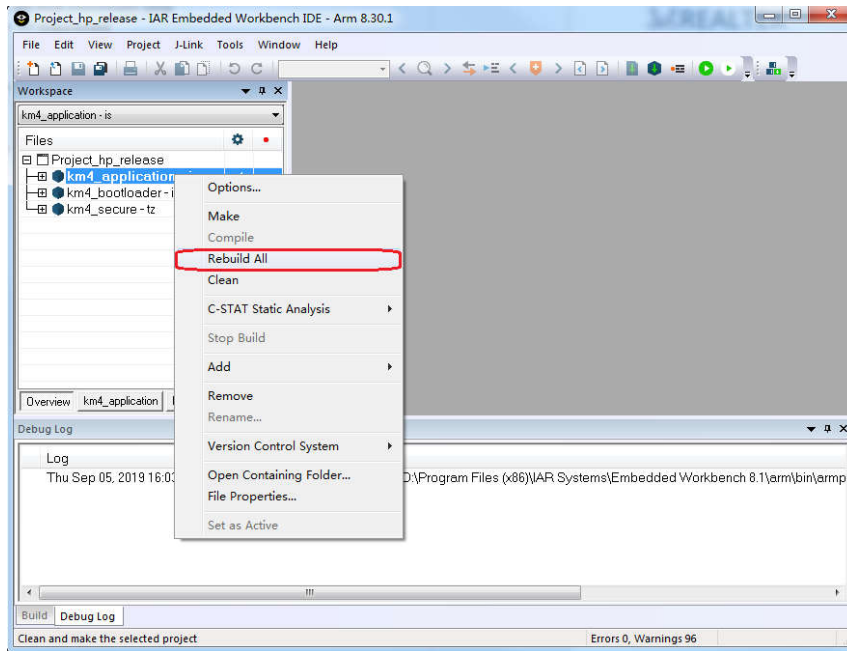 Project_hp_release - IAR Embedded Workbench IDE - Arm 8.30.1
File Edit View Project J-Link Tools Window Help
Workspace
km4_application - is
Files
Project_hp_release
km4_application
km4_bootloader - i
km4_secure - tz
Options...
Make
Compile
Rebuild All
Clean
C-STAT Static Analysis
Stop Build
Add
Remove
Rename...
Version Control System
Open Containing Folder...
File Properties...
Set as Active
Overview km4_application
Debug Log
Log
Thu Sep 05, 2019 16:03 D:\Program Files (x86)\IAR Systems\Embedded Workbench 8.1\arm\bin\armp
Build Debug Log
Clean and make the selected project Errors 0, Warnings 96